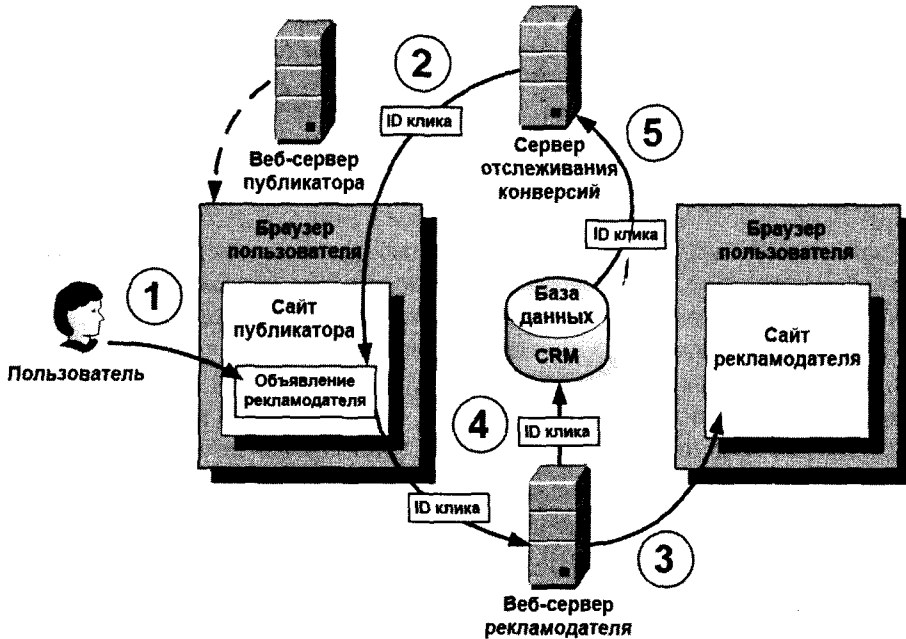 2
ID клика
Веб-сервер
публикатора
Сервер
отслеживания
конверсий
5
Браузер
пользователя
ID клика
Браузер
пользователя
1
Сайт
публикатора
База
данных
CRM
Сайт
рекламодателя
Пользователь
Объявление
рекламодателя
4
ID клика
ID клика
3
Веб-сервер
рекламодателя